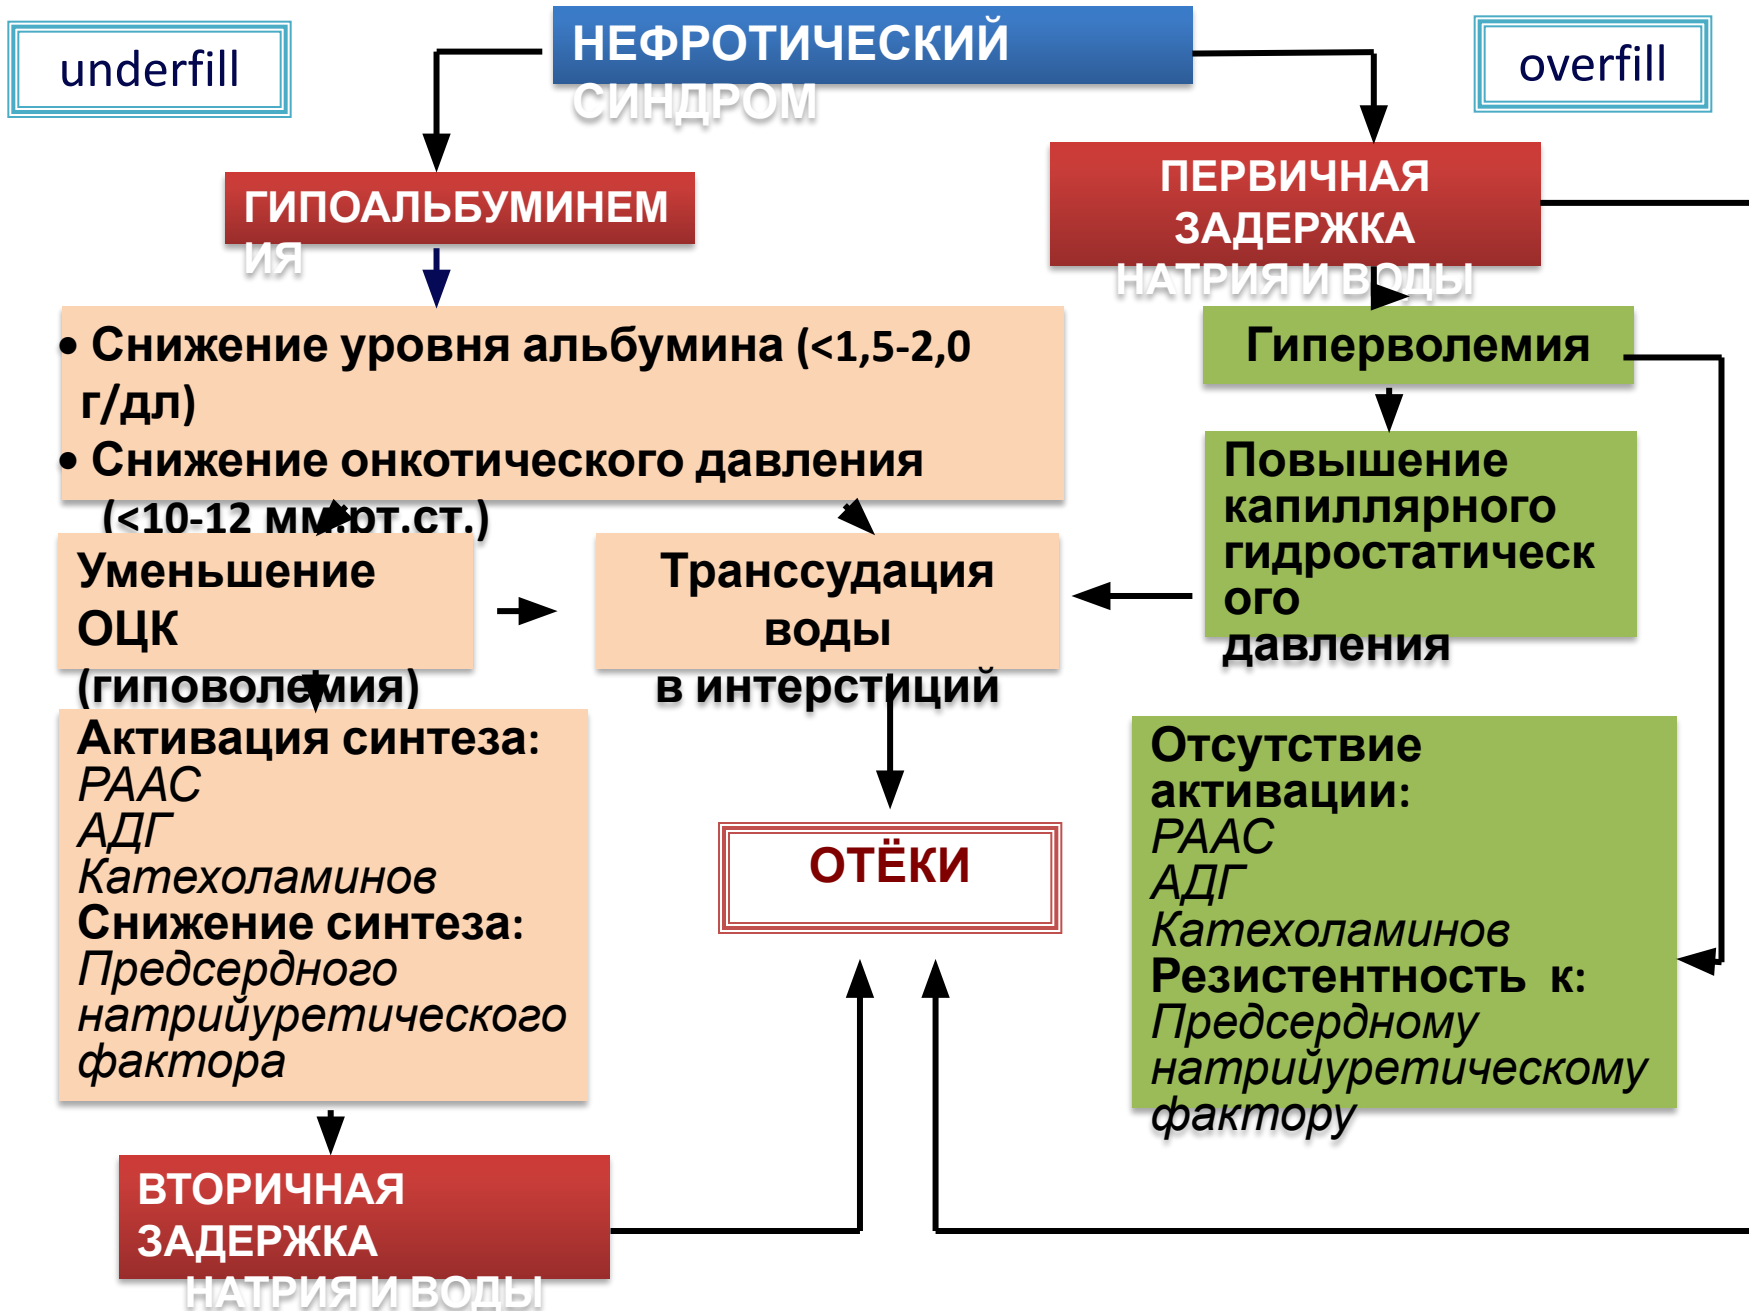 underfill
НЕФРОТИЧЕСКИЙ
СИНДРОМ
overfill
ГИПОАЛЬБУМИНЕМ
ИЯ
ПЕРВИЧНАЯ
ЗАДЕРЖКА
НАТРИЯ И ВОДЫ
• Снижение уровня альбумина (<1,5-2,0
г/дл)
• Снижение онкотического давления
(<10-12 мм.рт.ст.)
Гиперволемия
Повышение
капиллярного
гидростатическ
ого
давления
Уменьшение
ОЦК
(гиповолемия)
Транссудация
воды
в интерстиций
Активация синтеза:
РААС
АДГ
Катехоламинов
Снижение синтеза:
Предсердного
натрийуретического
фактора
ОТЁКИ
Отсутствие
активации:
РААС
АДГ
Катехоламинов
Резистентность к:
Предсердному
натрийуретическому
фактору
ВТОРИЧНАЯ
ЗАДЕРЖКА
НАТРИЯ И ВОДЫ